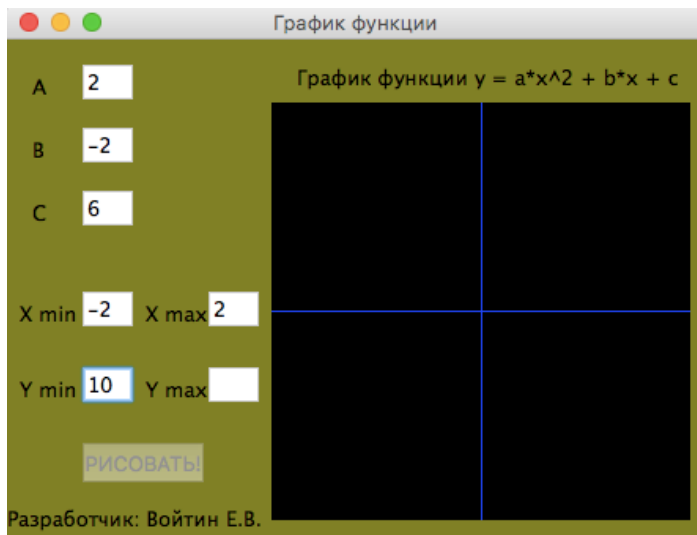 График функции
График функции y = a*x^2 + b*x + c
A 2
B -2
C 6
X min -2 X max 2
Y min 10 Y max
РИСОВАТЬ!
Разработчик: Войтин Е.В.